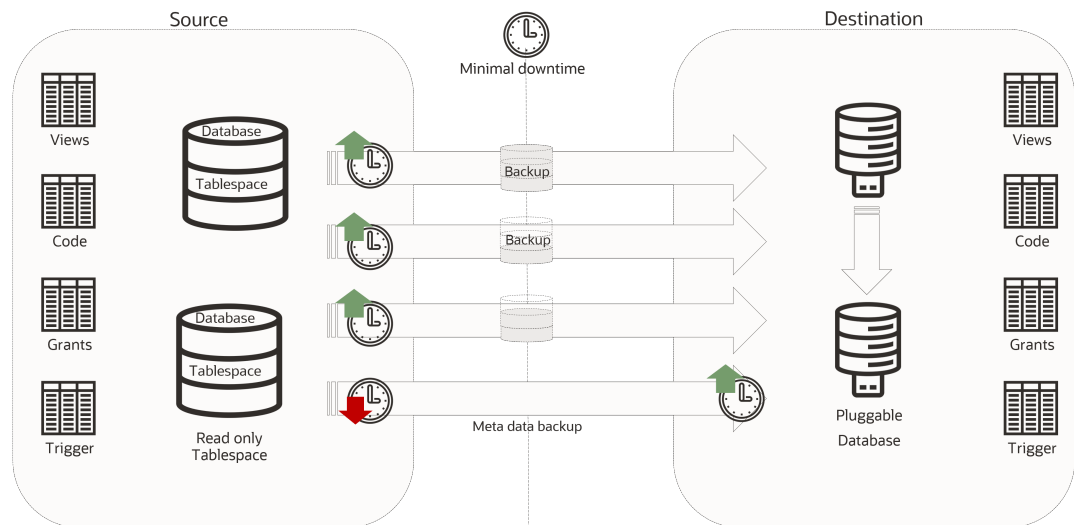 Source
Destination
Minimal downtime
Views
Code
Grants
Trigger
Database
Tablespace
Database
Tablespace
Read only
Tablespace
Backup
Backup
Meta data backup
Pluggable
Database
Views
Code
Grants
Trigger